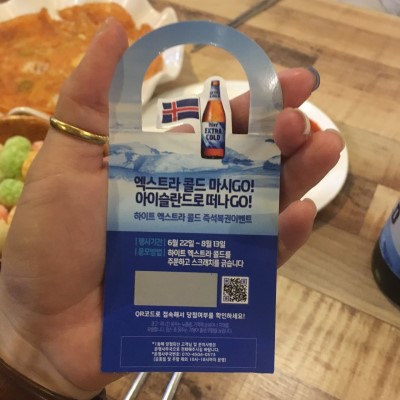 EXTRA
COLD
엑스트라 콜드 마시GO!
아이슬란드로 떠나GO!
하이트 엑스트라 콜드 즉석복권이벤트
행사기간 6월 22일 ~ 8월 13일
응모방법 하이트 엑스트라 콜드를
주문하고 스크래치를 긁습니다
QR코드로 접속해서 당첨여부를 확인하세요!